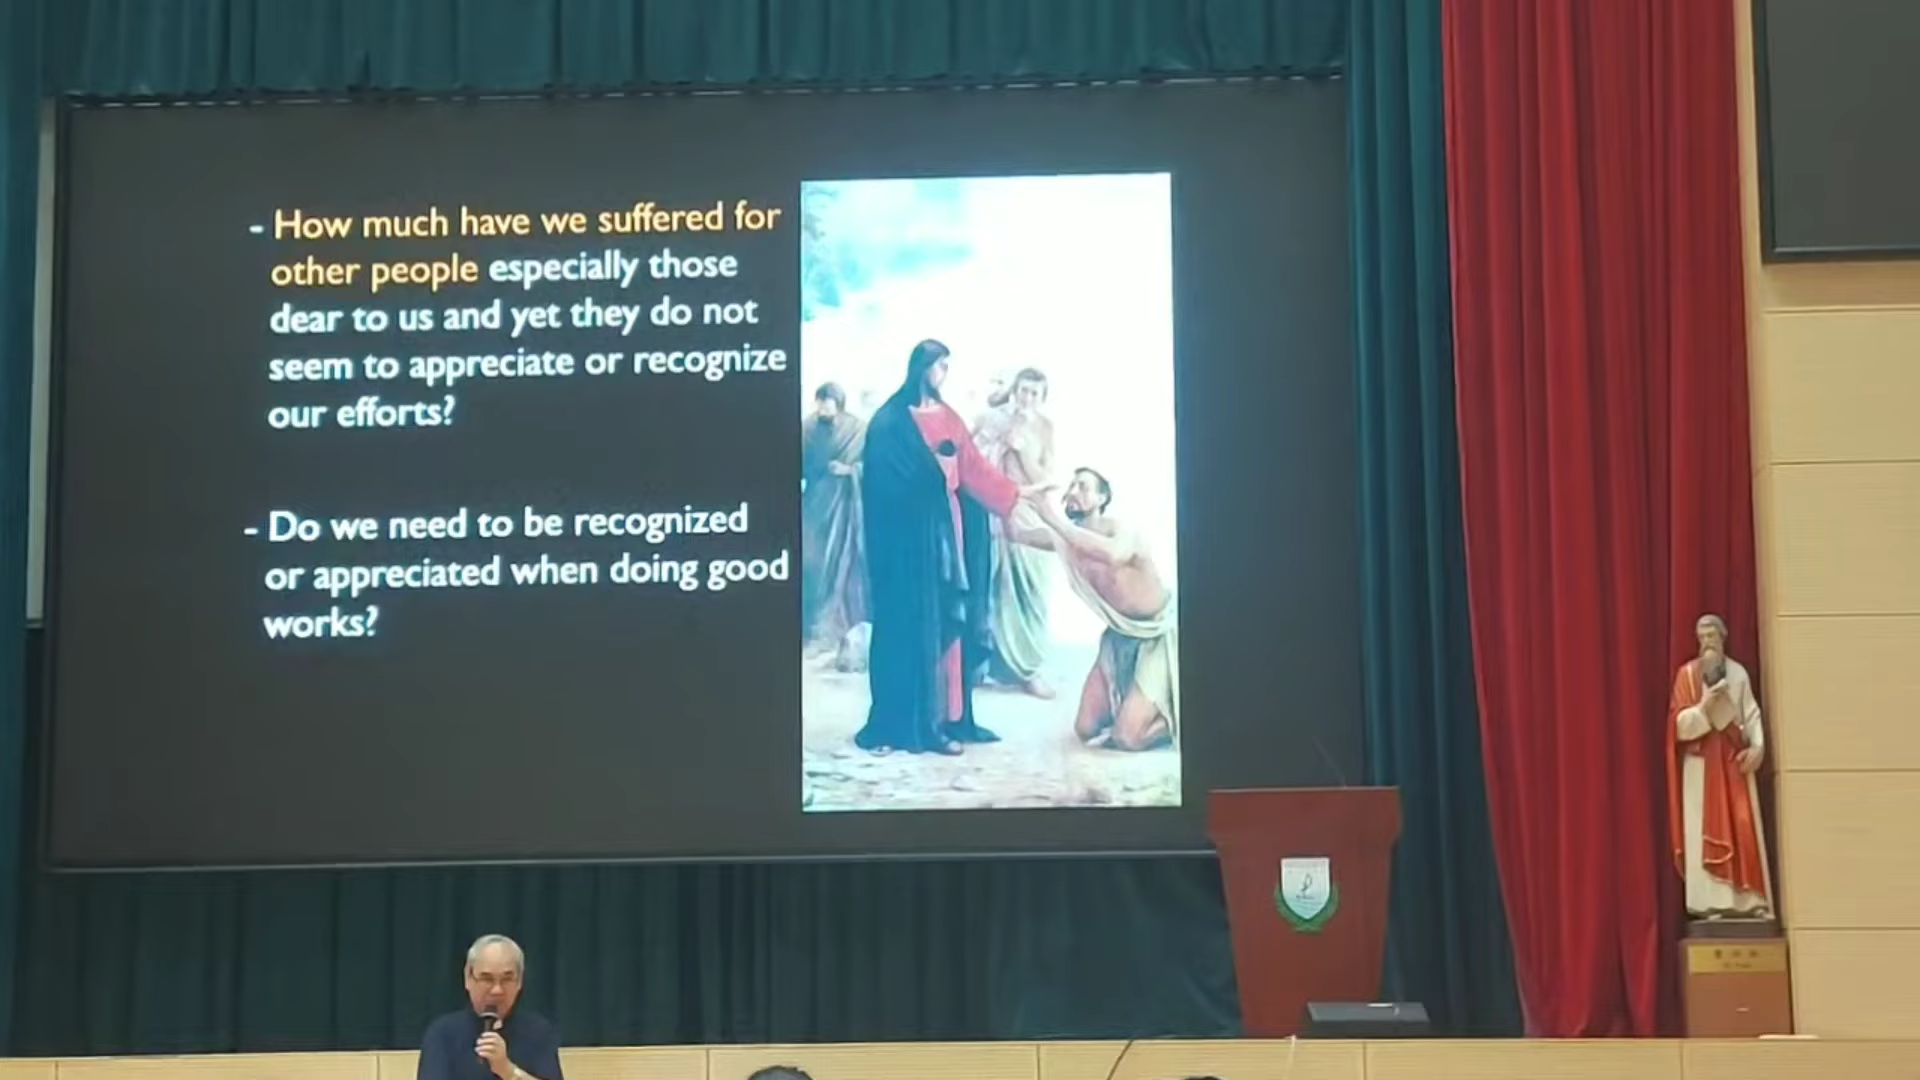 - How much have we suffered for
other people especially those
dear to us and yet they do not
seem to appreciate or recognize
our efforts?
- Do we need to be recognized
or appreciated when doing good
works?